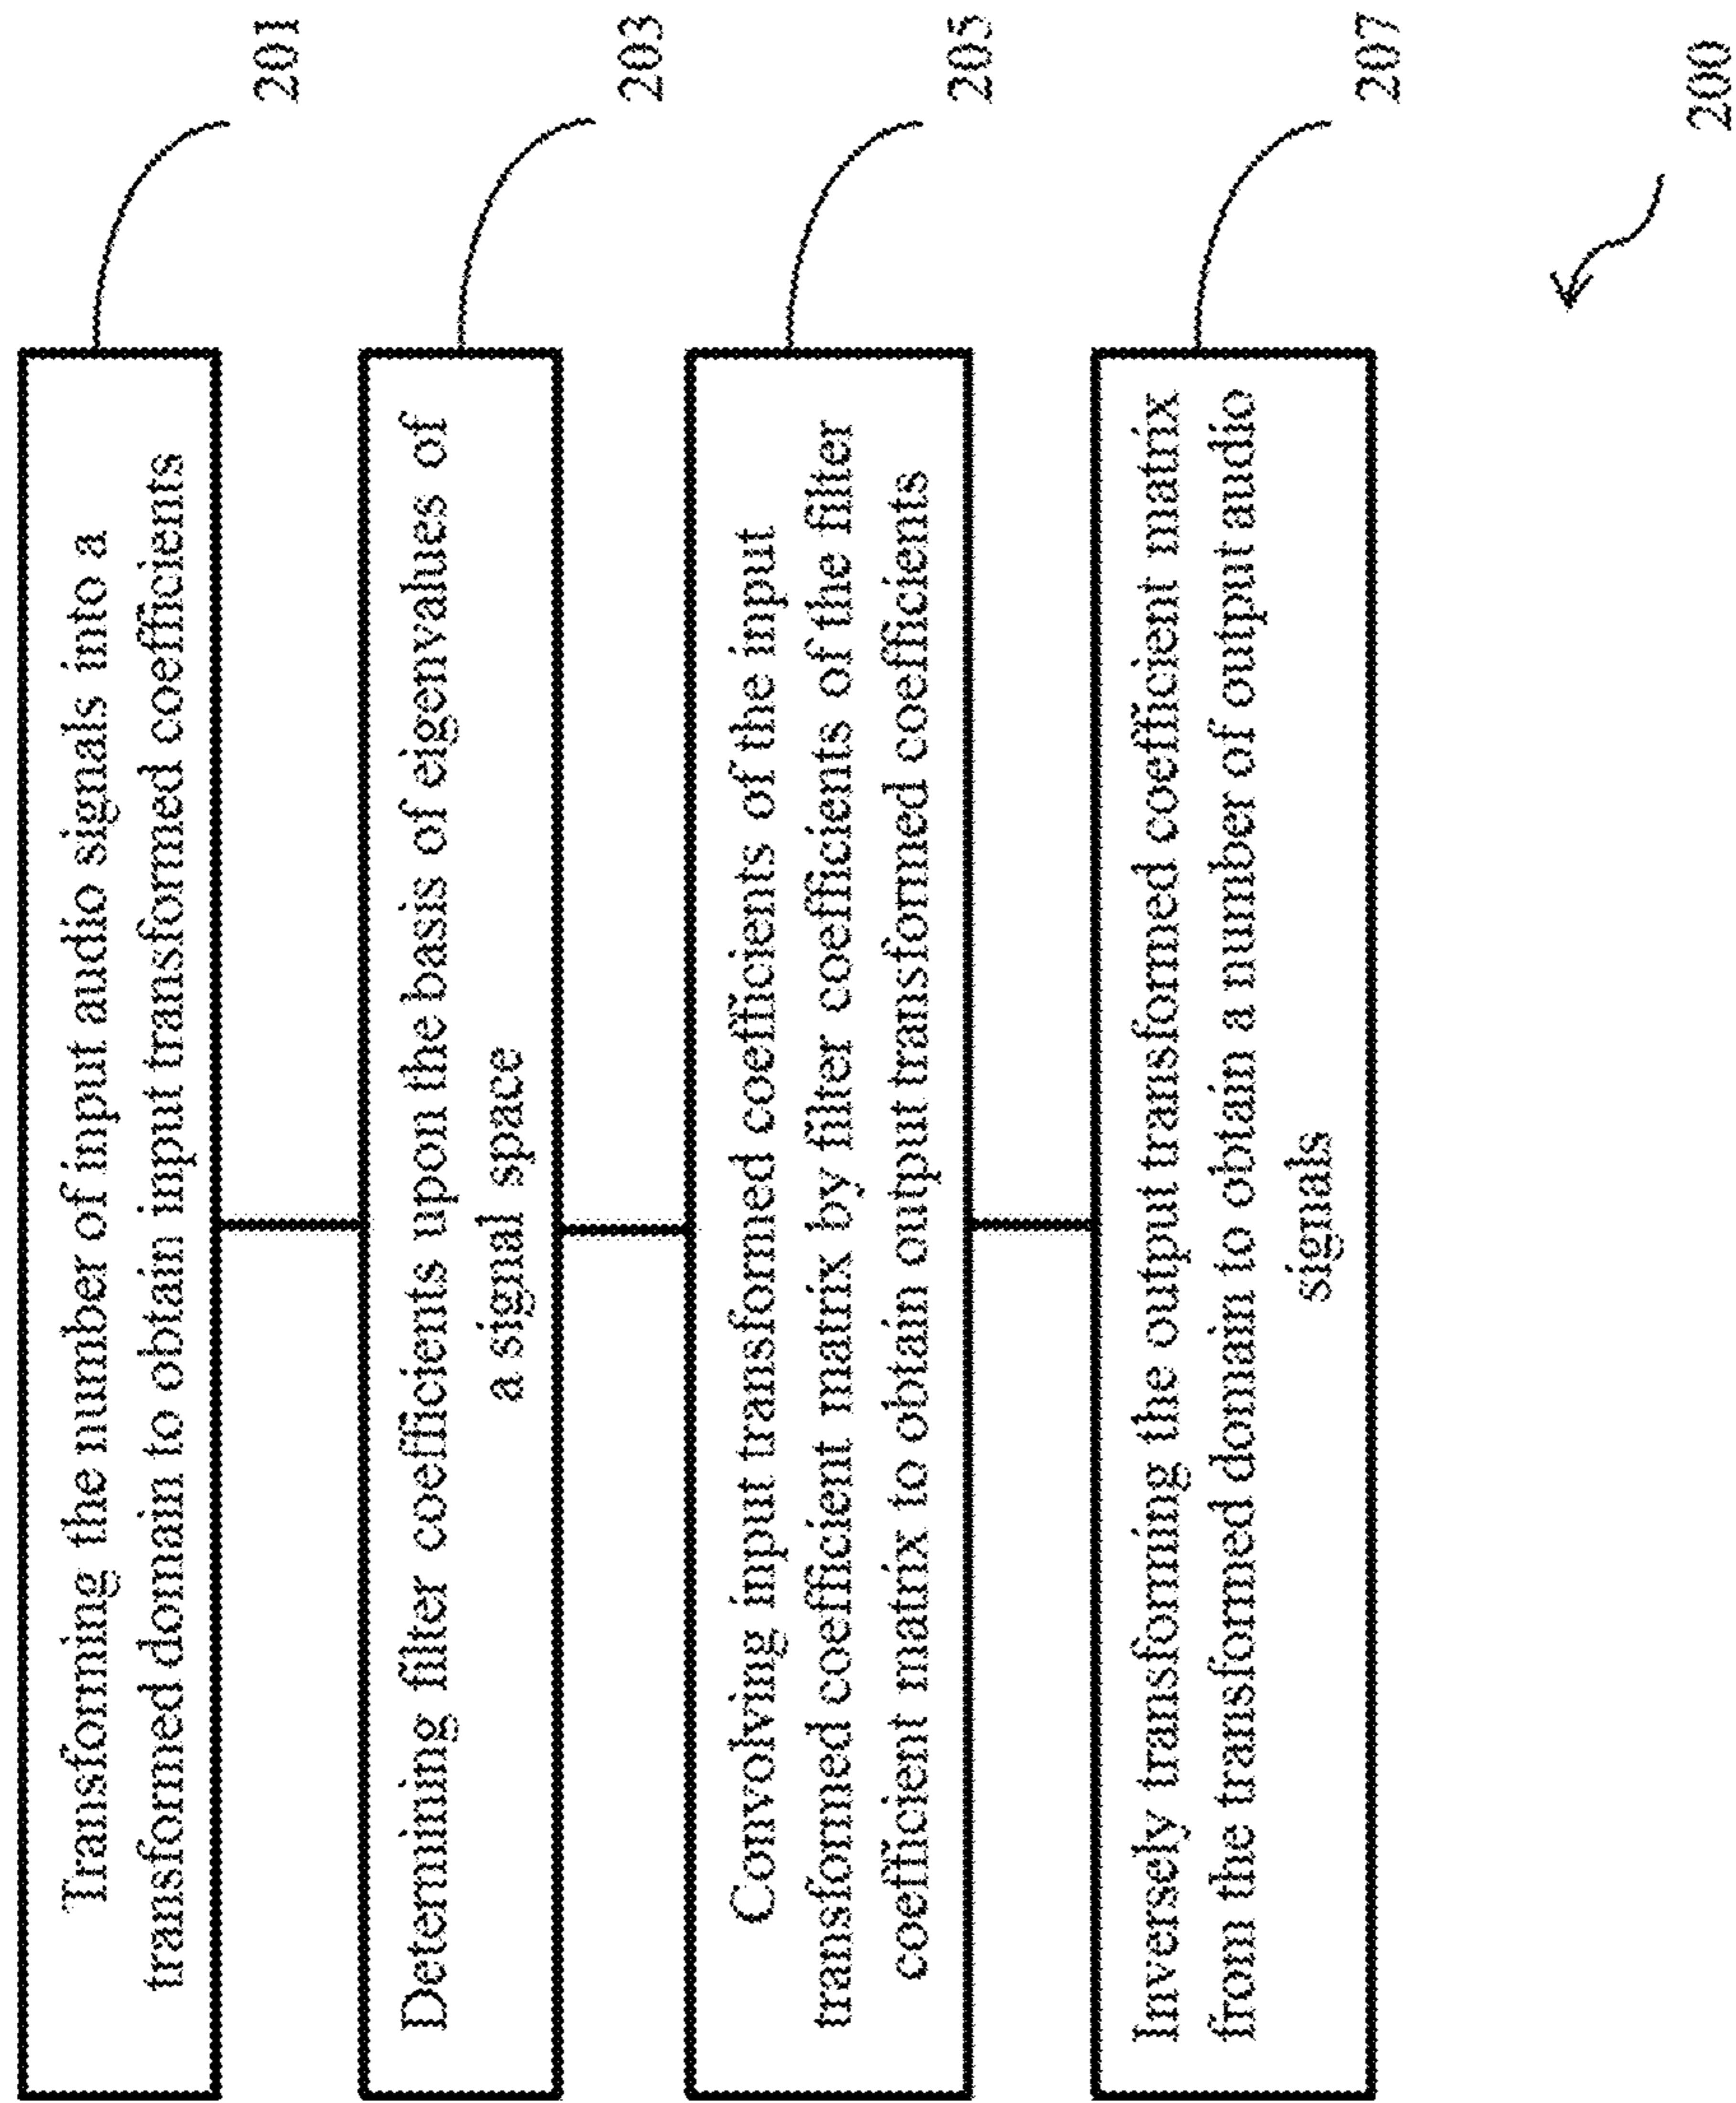 Transforming the number of input audio signals into a
transformed domain to obtain input transformed coefficients
201
Determining filter coefficients upon the basis of eigenvalues of
a signal space
203
Convolving input transformed coefficients of the input
transformed coefficient matrix by filter coefficients of the filter
coefficient matrix to obtain output transformed coefficients
205
Inversely transforming the output transformed coefficient matrix
from the transformed domain to obtain a number of output audio
signals
207
200